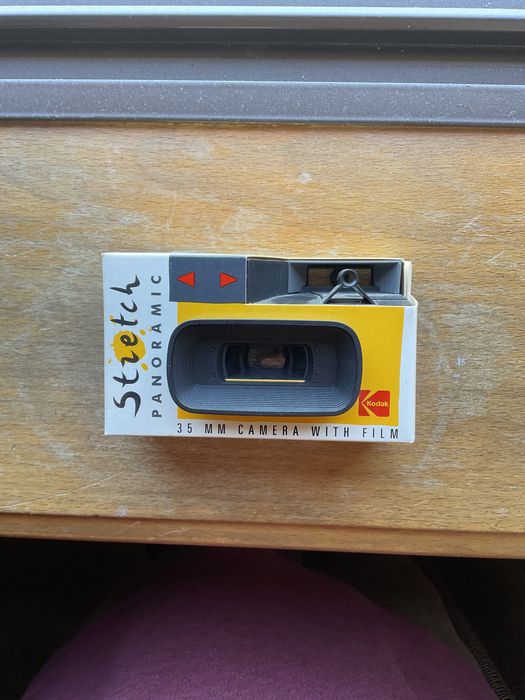 Stretch
PANORAMIC
Kodak
35 MM CAMERA WITH FILM